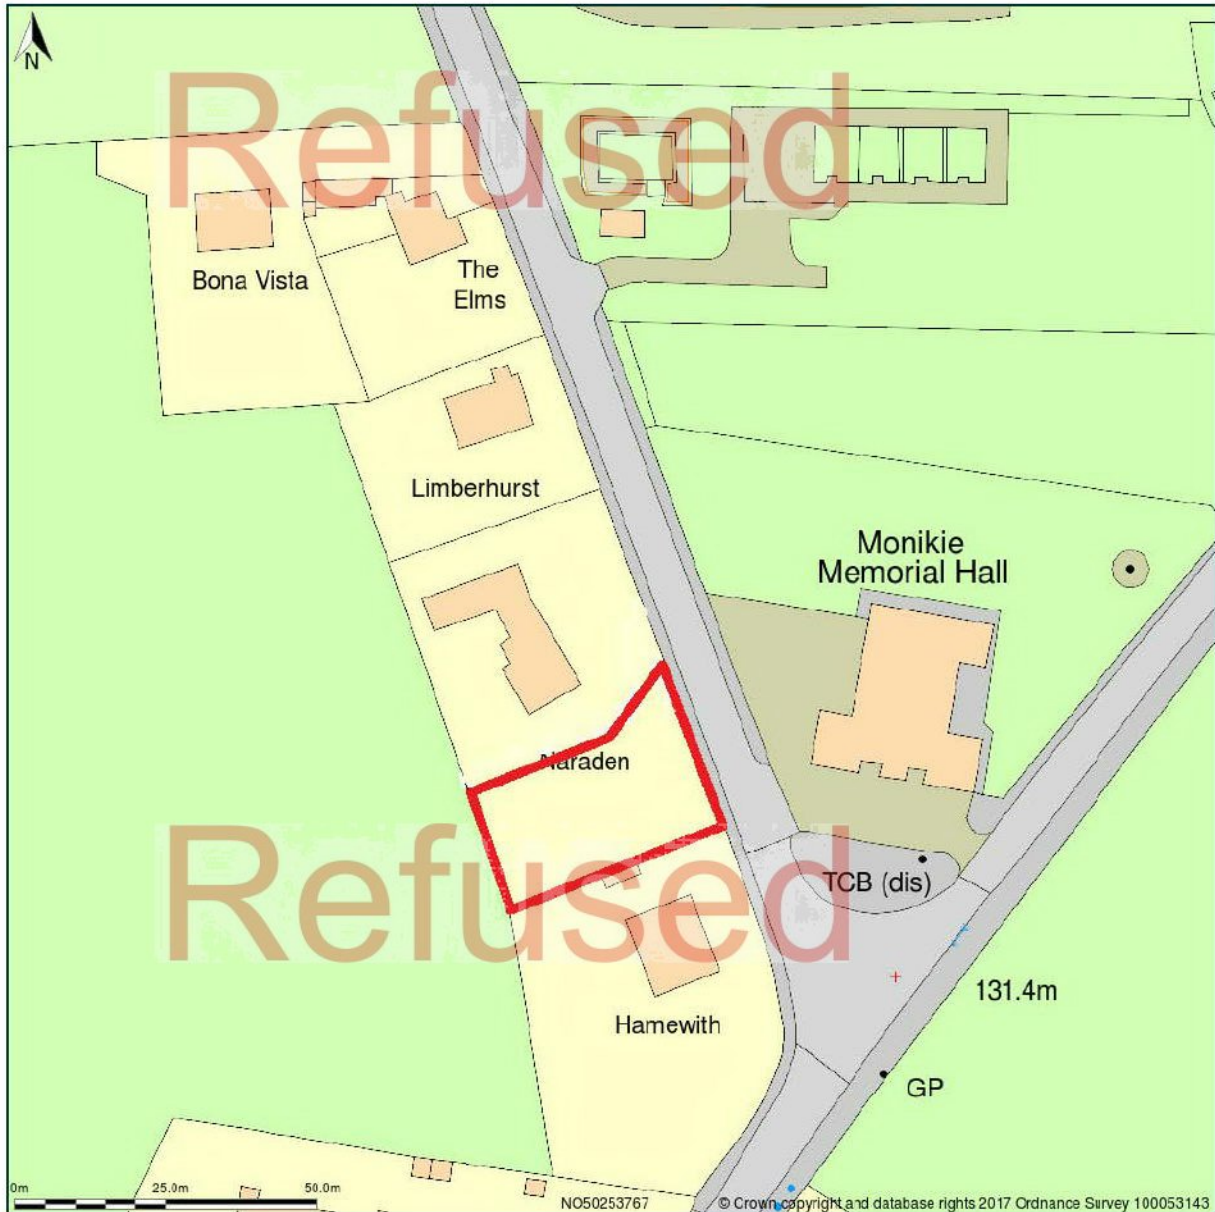 N
Refused
Bona Vista
The
Elms
Limberhurst
Monikie
Memorial Hall
Naraden
Refused
TCB (dis)
131.4m
Hamewith
GP
0m 25.0m 50.0m
NO50253767
© Crown copyright and database rights 2017 Ordnance Survey 100053143